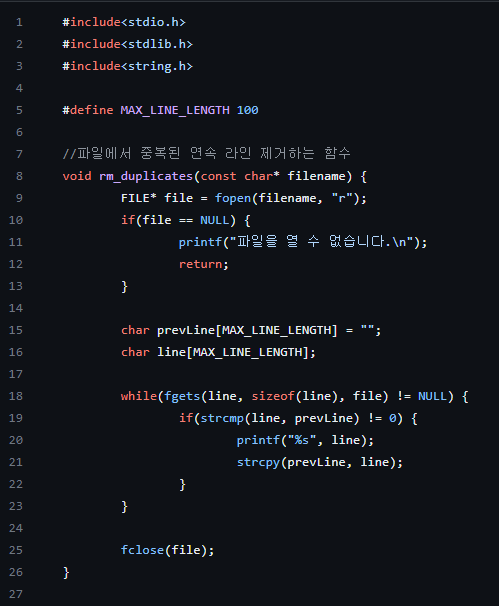 1 #include<stdio.h>
2 #include<stdlib.h>
3 #include<string.h>
4
5 #define MAX_LINE_LENGTH 100
6
7 //파일에서 중복된 연속 라인 제거하는 함수
8 void rm_duplicates(const char* filename) {
9 FILE* file = fopen(filename, "r");
10 if(file == NULL) {
11 printf("파일을 열 수 없습니다.\n");
12 return;
13 }
14
15 char prevLine[MAX_LINE_LENGTH] = "";
16 char line[MAX_LINE_LENGTH];
17
18 while(fgets(line, sizeof(line), file) != NULL) {
19 if(strcmp(line, prevLine) != 0) {
20 printf("%s", line);
21 strcpy(prevLine, line);
22 }
23 }
24
25 fclose(file);
26 }
27